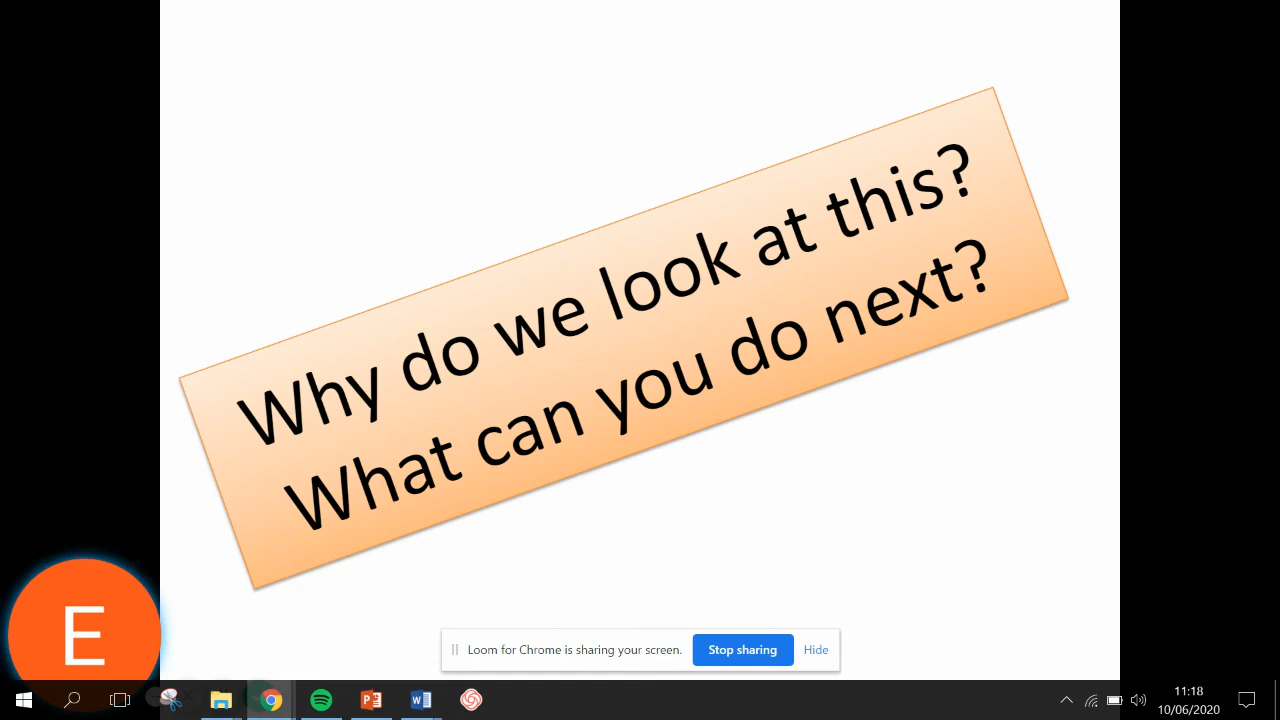 Why do we look at this?
What can you do next?
E
Loom for Chrome is sharing your screen.
Stop sharing
Hide
11:18
10/06/2020